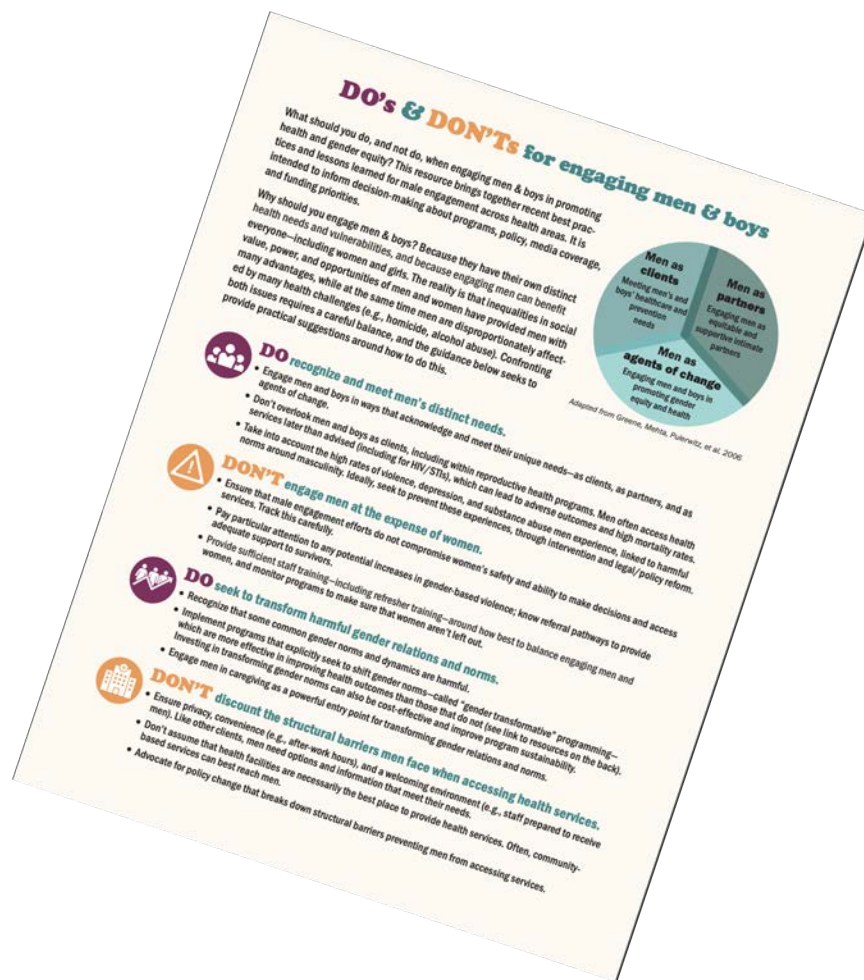 DO's & DON'Ts for engaging men & boys
What should you do, and not do, when engaging men & boys in promoting
health and gender equity? This resource brings together recent best prac-
tices and lessons learned for male engagement across health areas. It is
intended to inform decision-making about programs, policy, media coverage,
and funding priorities.
Why should you engage men & boys? Because they have their own distinct
health needs and vulnerabilities, and because engaging men can benefit
everyone—including women and girls. The reality is that inequalities in social
value, power, and opportunities of men and women have provided men with
many advantages, while at the same time men are disproportionately affect-
ed by many health challenges (e.g., homicide, alcohol abuse). Confronting
both issues requires a careful balance, and the guidance below seeks to
provide practical suggestions around how to do this.
Men as
clients
Meeting men's and
boys' healthcare and
prevention
needs
Men as
partners
Engaging men as
equitable and
supportive intimate
partners
Men as
agents of change
Engaging men and boys in
promoting gender
equity and health
Adapted from Greene, Mehta, Pulerwitz, et al. 2006
DO recognize and meet men's distinct needs.
• Engage men and boys in ways that acknowledge and meet their unique needs—as clients, as partners, and as
agents of change.
• Don't overlook men and boys as clients, including within reproductive health programs. Men often access health
services later than advised (including for HIV/STIs), which can lead to adverse outcomes and high mortality rates.
• Take into account the high rates of violence, depression, and substance abuse men experience, linked to harmful
norms around masculinity. Ideally, seek to prevent these experiences, through intervention and legal/policy reform.
DON'T engage men at the expense of women.
• Ensure that male engagement efforts do not compromise women's safety and ability to make decisions and access
services. Track this carefully.
• Pay particular attention to any potential increases in gender-based violence; know referral pathways to provide
adequate support to survivors.
• Provide sufficient staff training—including refresher training—around how best to balance engaging men and
women, and monitor programs to make sure that women aren't left out.
DO seek to transform harmful gender relations and norms.
• Recognize that some common gender norms and dynamics are harmful.
• Implement programs that explicitly seek to shift gender norms—called "gender transformative" programming—
which are more effective in improving health outcomes than those that do not (see link to resources on the back).
Investing in transforming gender norms can also be cost-effective and improve program sustainability.
• Engage men in caregiving as a powerful entry point for transforming gender relations and norms.
DON'T discount the structural barriers men face when accessing health services.
• Ensure privacy, convenience (e.g., after-work hours), and a welcoming environment (e.g., staff prepared to receive
men). Like other clients, men need options and information that meet their needs.
• Don't assume that health facilities are necessarily the best place to provide health services. Often, community-
based services can best reach men.
• Advocate for policy change that breaks down structural barriers preventing men from accessing services.